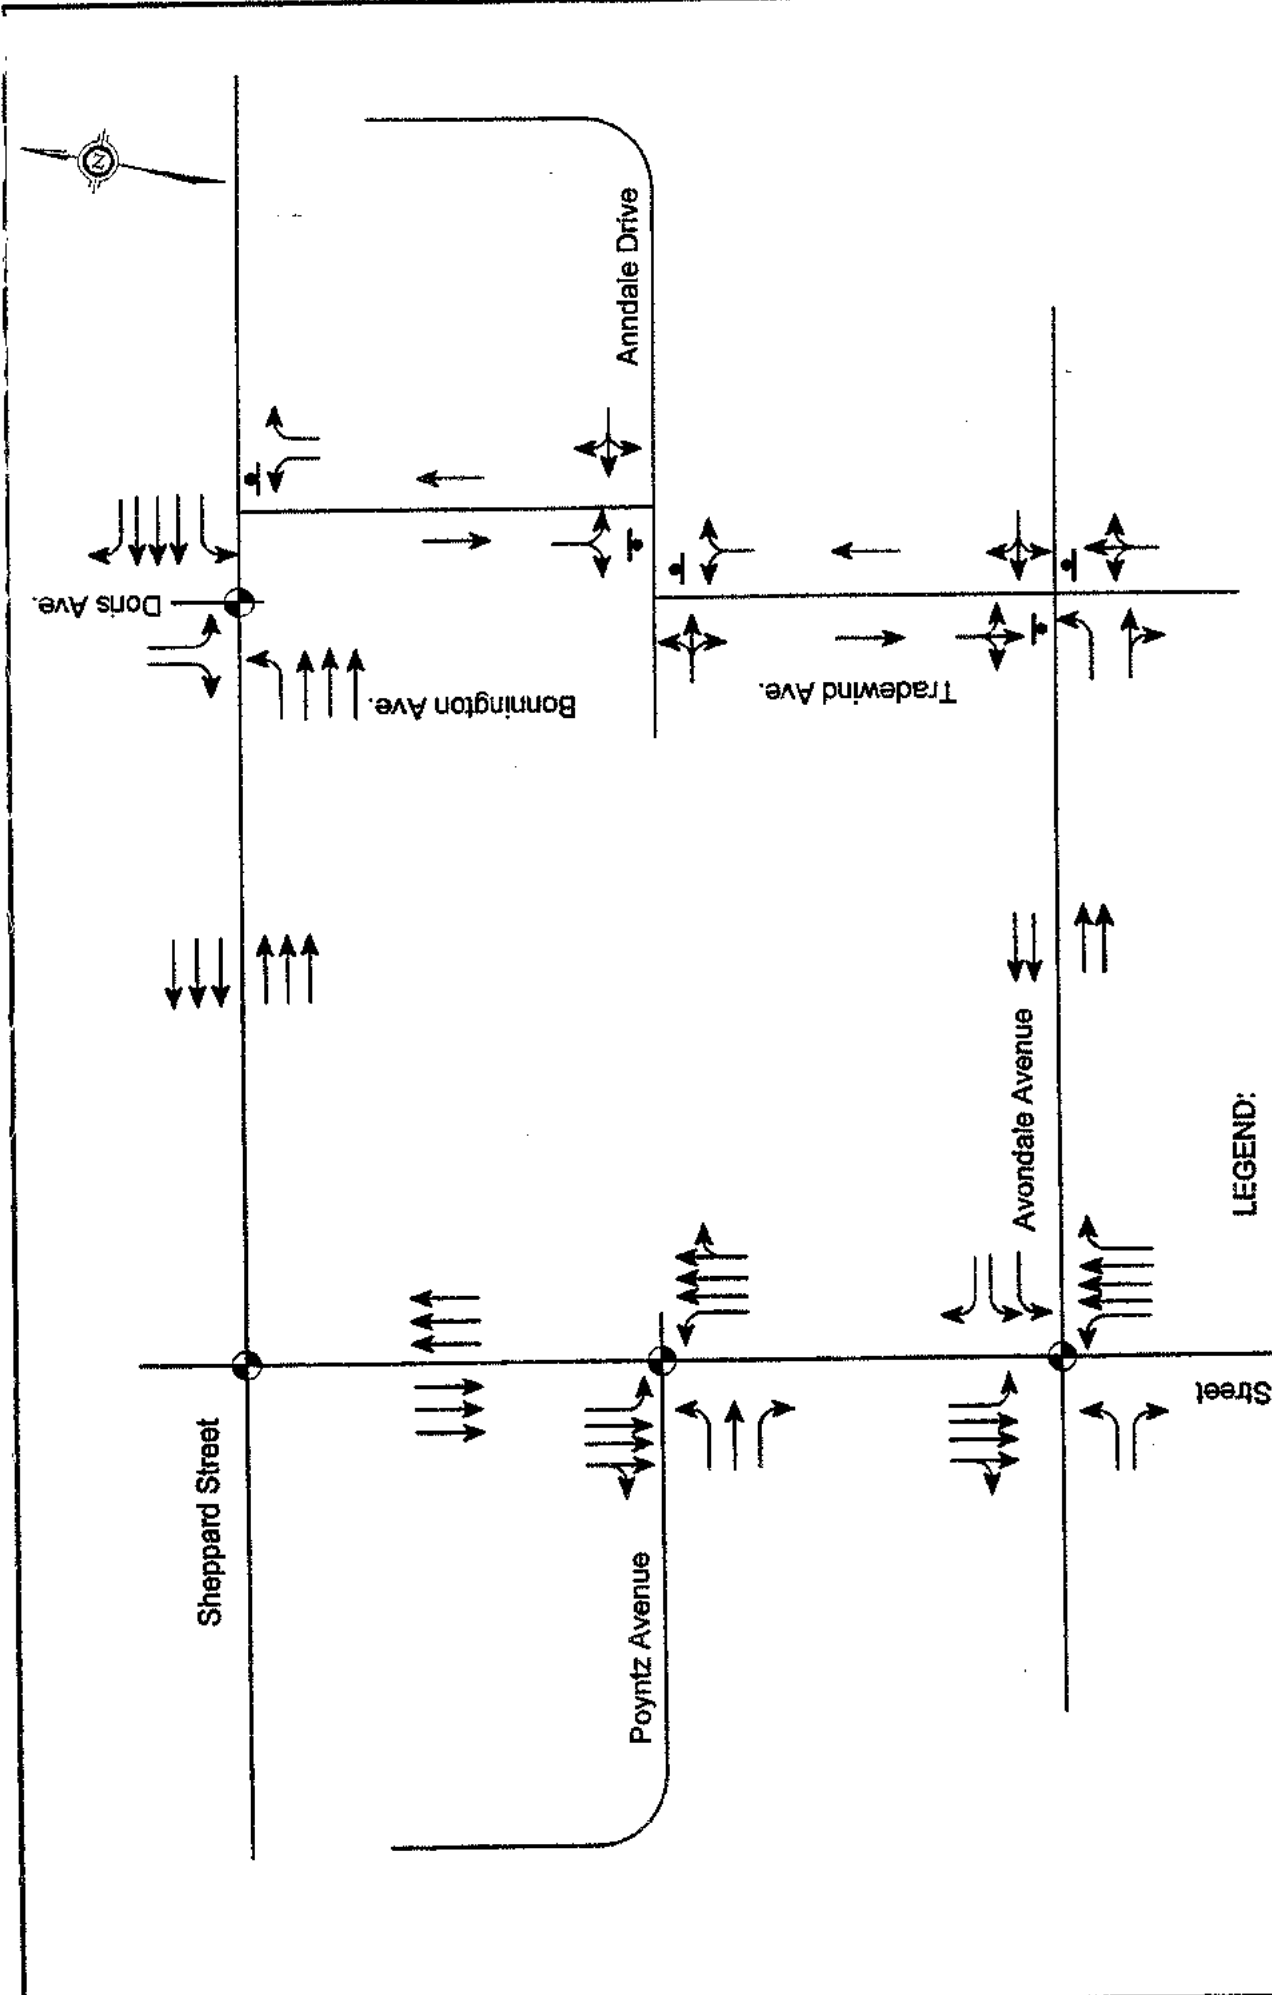 N
Doris Ave.
Anndale Drive
Bonnington Ave.
Tradewind Ave.
Sheppard Street
Poyntz Avenue
Avondale Avenue
Street
LEGEND: